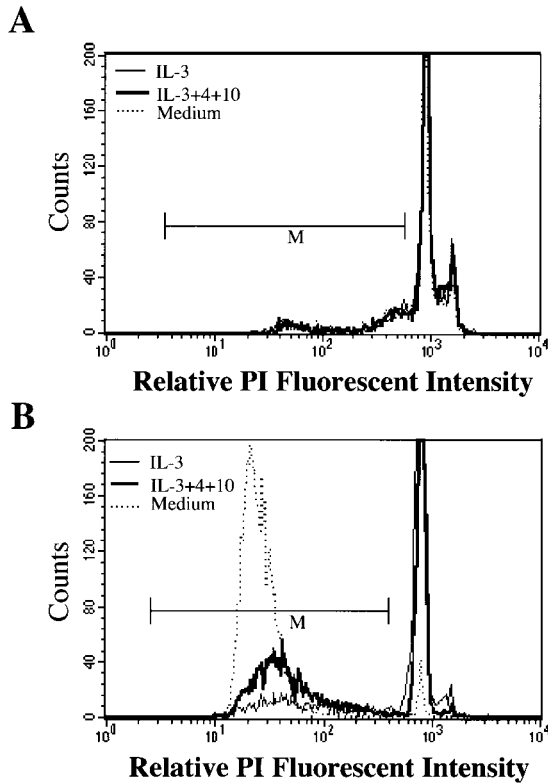 A
200
160
120
80
40
0
Counts
IL-3
IL-3+4+10
Medium
M
10^0
10^1
10^2
10^3
10^4
Relative PI Fluorescent Intensity
B
200
160
120
80
40
0
Counts
IL-3
IL-3+4+10
Medium
M
10^0
10^1
10^2
10^3
10^4
Relative PI Fluorescent Intensity